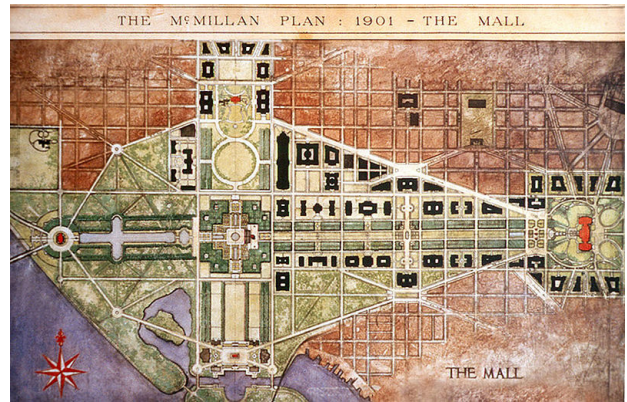 THE MᶜMILLAN PLAN : 1901 - THE MALL
THE MALL